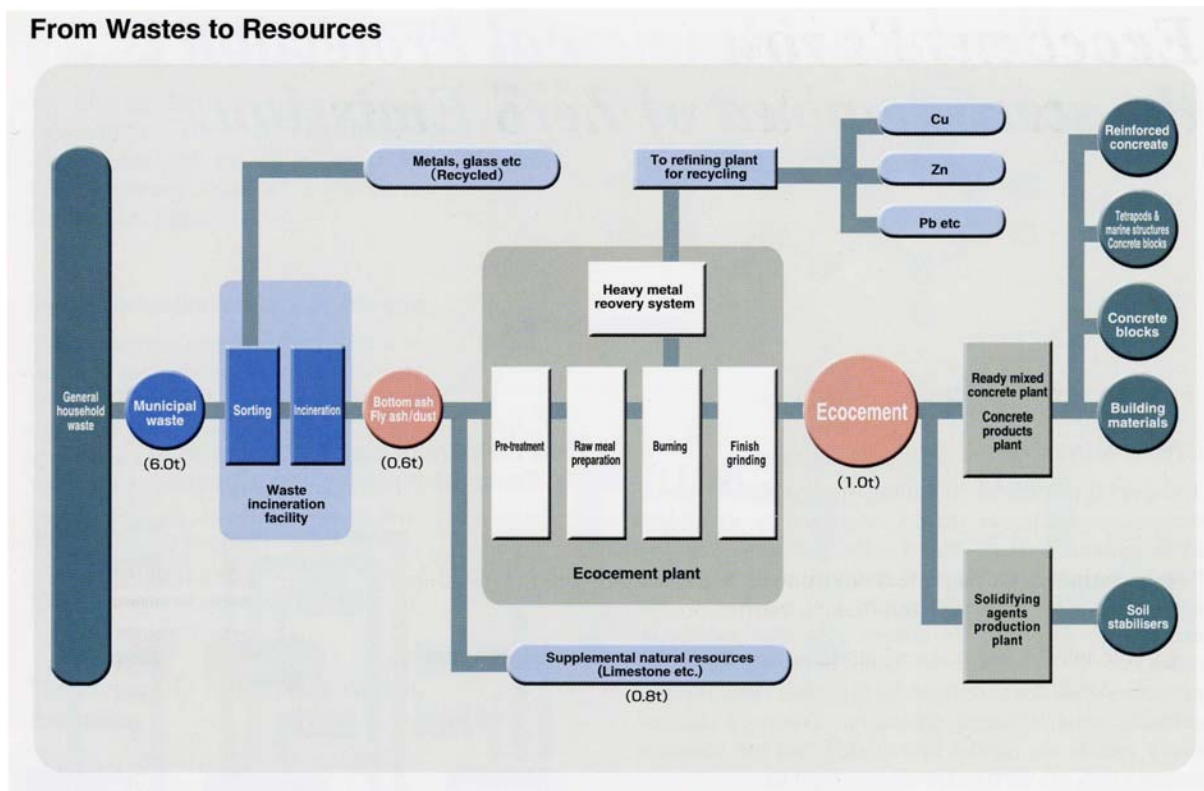 From Wastes to Resources
General
household
waste
Municipal
waste
(6.0t)
Metals, glass etc
(Recycled)
Sorting
Incineration
Waste
incineration
facility
Bottom ash
Fly ash/dust
(0.6t)
To refining plant
for recycling
Cu
Zn
Pb etc
Heavy metal
reovery system
Pre-treatment
Raw meal
preparation
Burning
Finish
grinding
Ecocement plant
Supplemental natural resources
(Limestone etc.)
(0.8t)
Ecocement
(1.0t)
Ready mixed
concrete plant
Concrete
products
plant
Solidifying
agents
production
plant
Reinforced
concreate
Tetrapods &
marine structures
Concrete blocks
Concrete
blocks
Building
materials
Soil
stabilisers